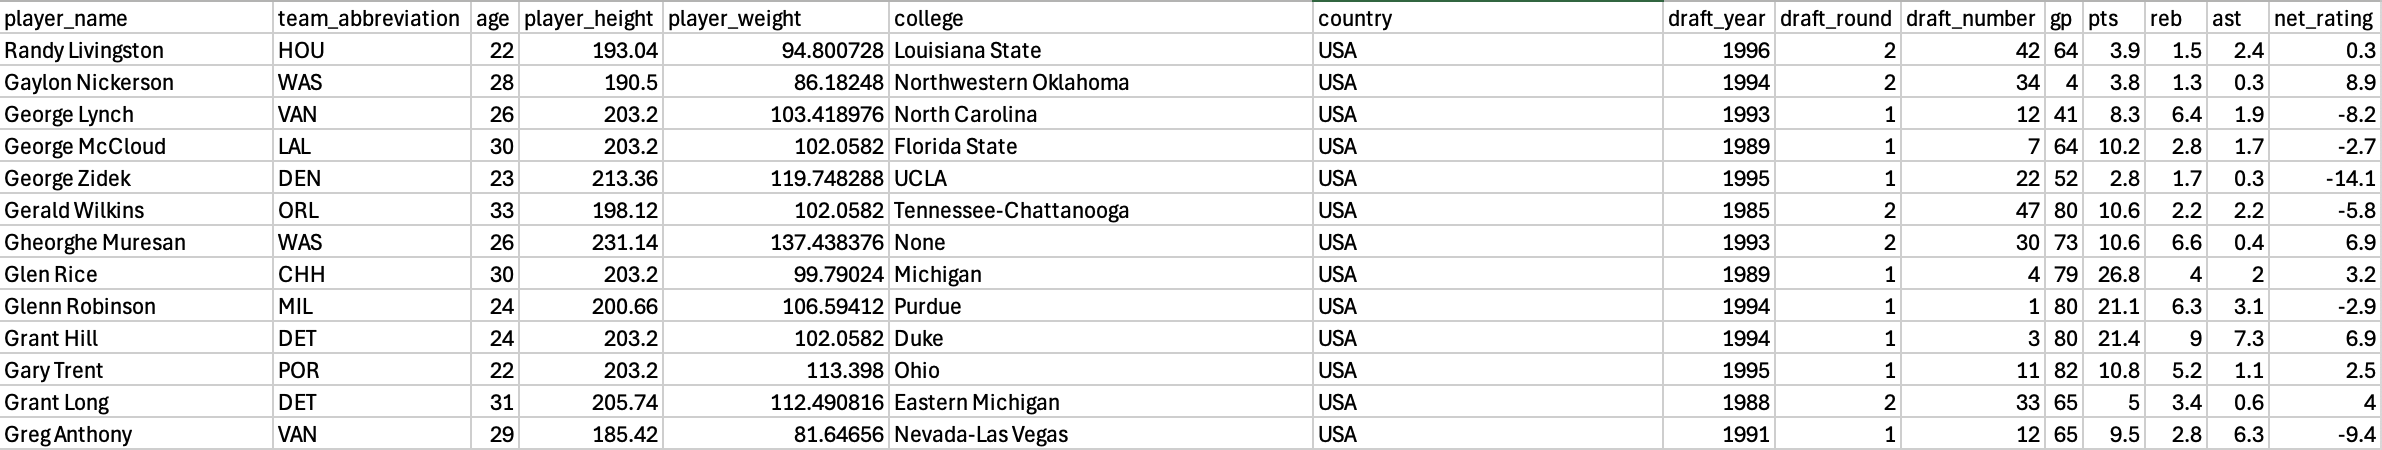 player_name team_abbreviation age player_height player_weight college country draft_year draft_round draft_number gp pts reb ast net_rating
Randy Livingston HOU 22 193.04 94.800728 Louisiana State USA 1996 2 42 64 3.9 1.5 2.4 0.3
Gaylon Nickerson WAS 28 190.5 86.18248 Northwestern Oklahoma USA 1994 2 34 4 3.8 1.3 0.3 8.9
George Lynch VAN 26 203.2 103.418976 North Carolina USA 1993 1 12 41 8.3 6.4 1.9 -8.2
George McCloud LAL 30 203.2 102.0582 Florida State USA 1989 1 7 64 10.2 2.8 1.7 -2.7
George Zidek DEN 23 213.36 119.748288 UCLA USA 1995 1 22 52 2.8 1.7 0.3 -14.1
Gerald Wilkins ORL 33 198.12 102.0582 Tennessee-Chattanooga USA 1985 2 47 80 10.6 2.2 2.2 -5.8
Gheorghe Muresan WAS 26 231.14 137.438376 None USA 1993 2 30 73 10.6 6.6 0.4 6.9
Glen Rice CHH 30 203.2 99.79024 Michigan USA 1989 1 4 79 26.8 4 2 3.2
Glenn Robinson MIL 24 200.66 106.59412 Purdue USA 1994 1 1 80 21.1 6.3 3.1 -2.9
Grant Hill DET 24 203.2 102.0582 Duke USA 1994 1 3 80 21.4 9 7.3 6.9
Gary Trent POR 22 203.2 113.398 Ohio USA 1995 1 11 82 10.8 5.2 1.1 2.5
Grant Long DET 31 205.74 112.490816 Eastern Michigan USA 1988 2 33 65 5 3.4 0.6 4
Greg Anthony VAN 29 185.42 81.64656 Nevada-Las Vegas USA 1991 1 12 65 9.5 2.8 6.3 -9.4